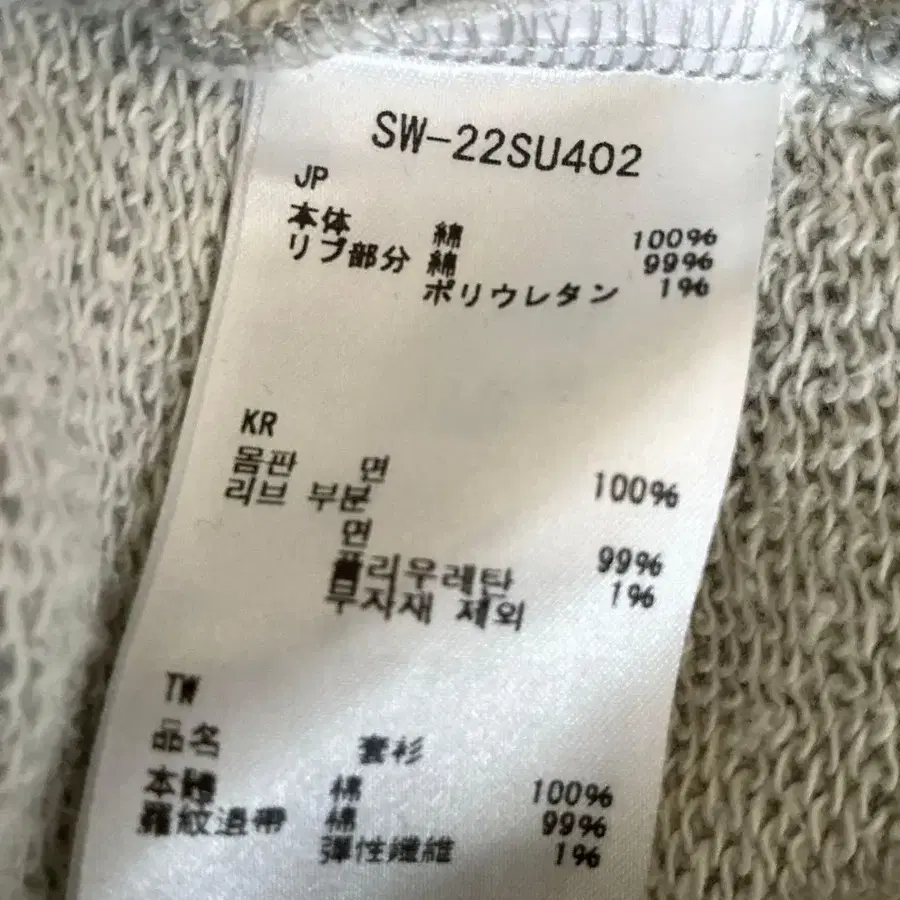 SW-22SU402
JP
本体 綿 100%
リブ部分 綿 99%
ポリウレタン 1%
KR
몸판 면 100%
리브 부분
면 99%
폴리우레탄 1%
부자재 제외
TW
品名 套衫
本體 棉 100%
羅紋邊帶 棉 99%
彈性纖維 1%